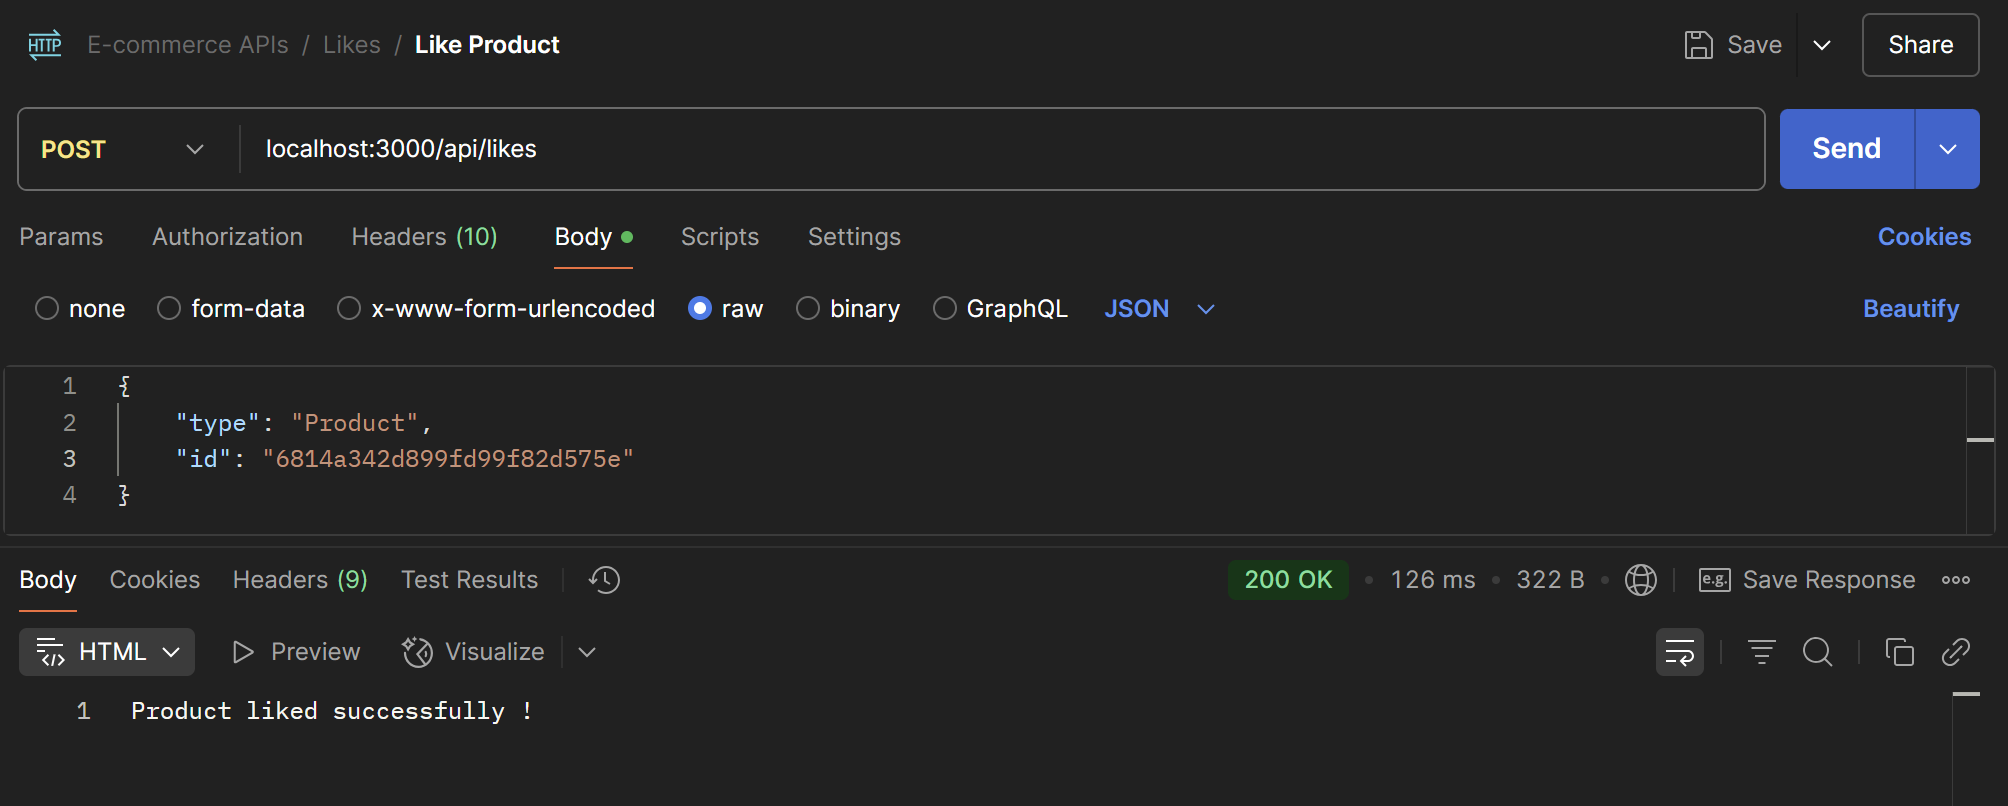 HTTP E-commerce APIs / Likes / Like Product Save Share
POST localhost:3000/api/likes Send
Params Authorization Headers (10) Body Scripts Settings Cookies
none form-data x-www-form-urlencoded raw binary GraphQL JSON Beautify
1 {
2 "type": "Product",
3 "id": "6814a342d899fd99f82d575e"
4 }
Body Cookies Headers (9) Test Results 200 OK • 126 ms • 322 B • e.g. Save Response
HTML Preview Visualize
1 Product liked successfully !